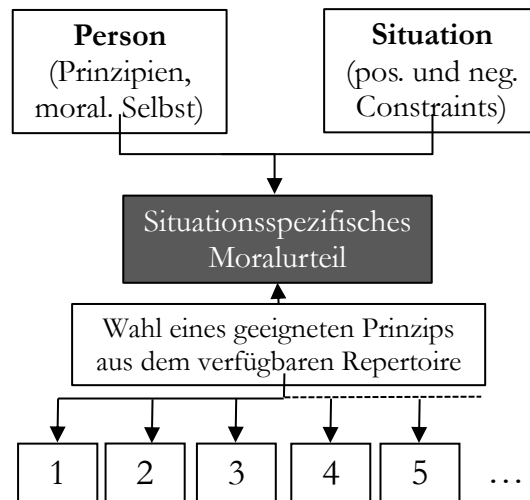 Person
(Prinzipien,
moral. Selbst)
Situation
(pos. und neg.
Constraints)
Situationsspezifisches
Moralurteil
Wahl eines geeigneten Prinzips
aus dem verfügbaren Repertoire
1 2 3 4 5 …